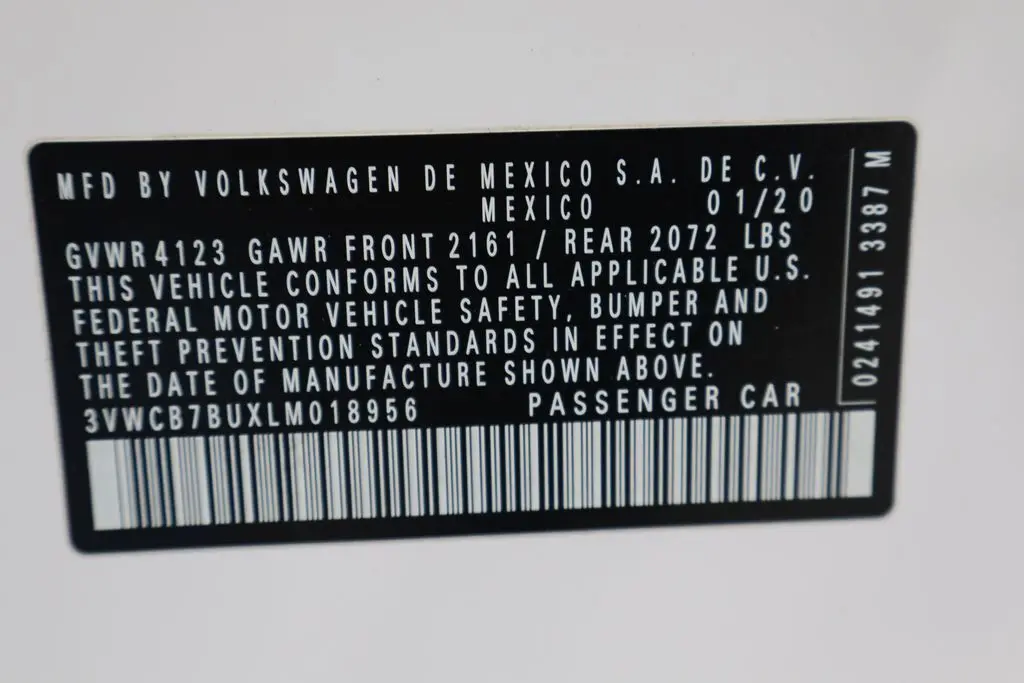 MFD BY VOLKSWAGEN DE MEXICO S.A. DE C.V.
MEXICO 01/20
GVWR 4123 GAWR FRONT 2161 / REAR 2072 LBS
THIS VEHICLE CONFORMS TO ALL APPLICABLE U.S.
FEDERAL MOTOR VEHICLE SAFETY, BUMPER AND
THEFT PREVENTION STANDARDS IN EFFECT ON
THE DATE OF MANUFACTURE SHOWN ABOVE.
3VWCB7BUXLM018956 PASSENGER CAR
0241491 3387 M